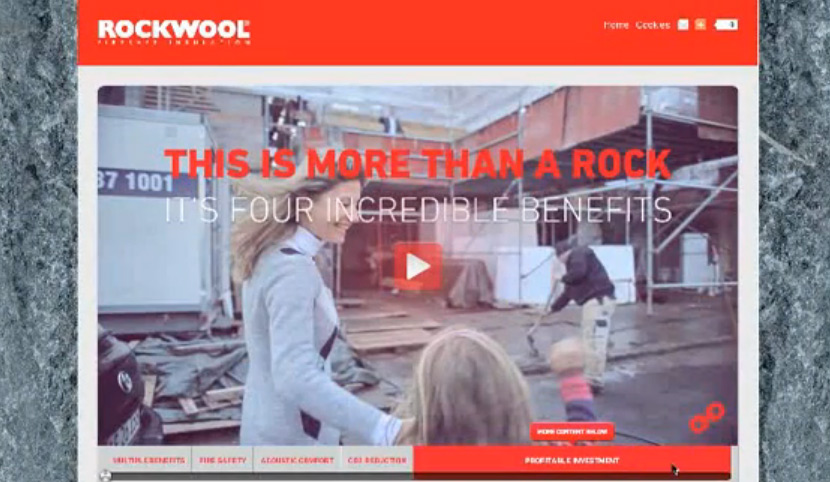 ROCKWOOL
FIRESAFE INSULATION
Home Cookies
THIS IS MORE THAN A ROCK
IT'S FOUR INCREDIBLE BENEFITS
37 1001
MORE CONTENT BELOW
MULTIPLE BENEFITS FIRE SAFETY ACOUSTIC COMFORT CO2 REDUCTION PROFITABLE INVESTMENT